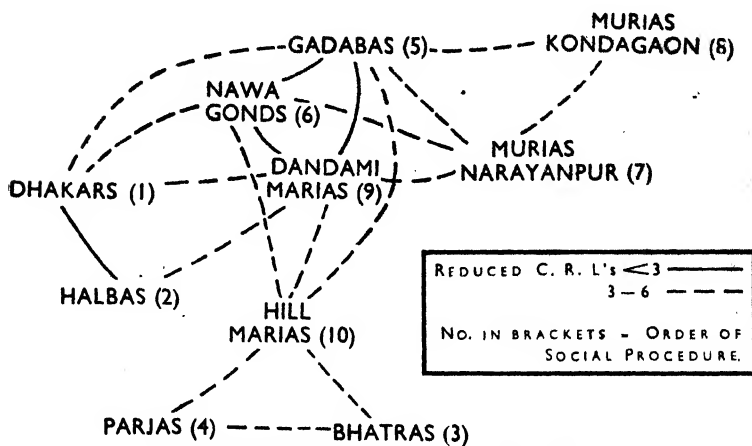 GADABAS (5)
MURIAS
KONDAGAON (8)
NAWA
GONDS (6)
MURIAS
NARAYANPUR (7)
DANDAMI
MARIAS (9)
DHAKARS (1)
HALBAS (2)
HILL
MARIAS (10)
PARJAS (4)
BHATRAS (3)
REDUCED C. R. L's < 3
3 – 6
NO. IN BRACKETS – ORDER OF
SOCIAL PROCEDURE.